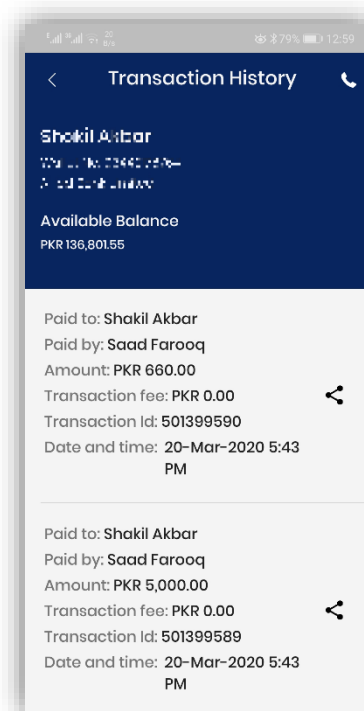 79% 12:59
Transaction History
Shakil Akbar
Available Balance
PKR 136,801.55
Paid to: Shakil Akbar
Paid by: Saad Farooq
Amount: PKR 660.00
Transaction fee: PKR 0.00
Transaction Id: 501399590
Date and time: 20-Mar-2020 5:43
PM
Paid to: Shakil Akbar
Paid by: Saad Farooq
Amount: PKR 5,000.00
Transaction fee: PKR 0.00
Transaction Id: 501399589
Date and time: 20-Mar-2020 5:43
PM